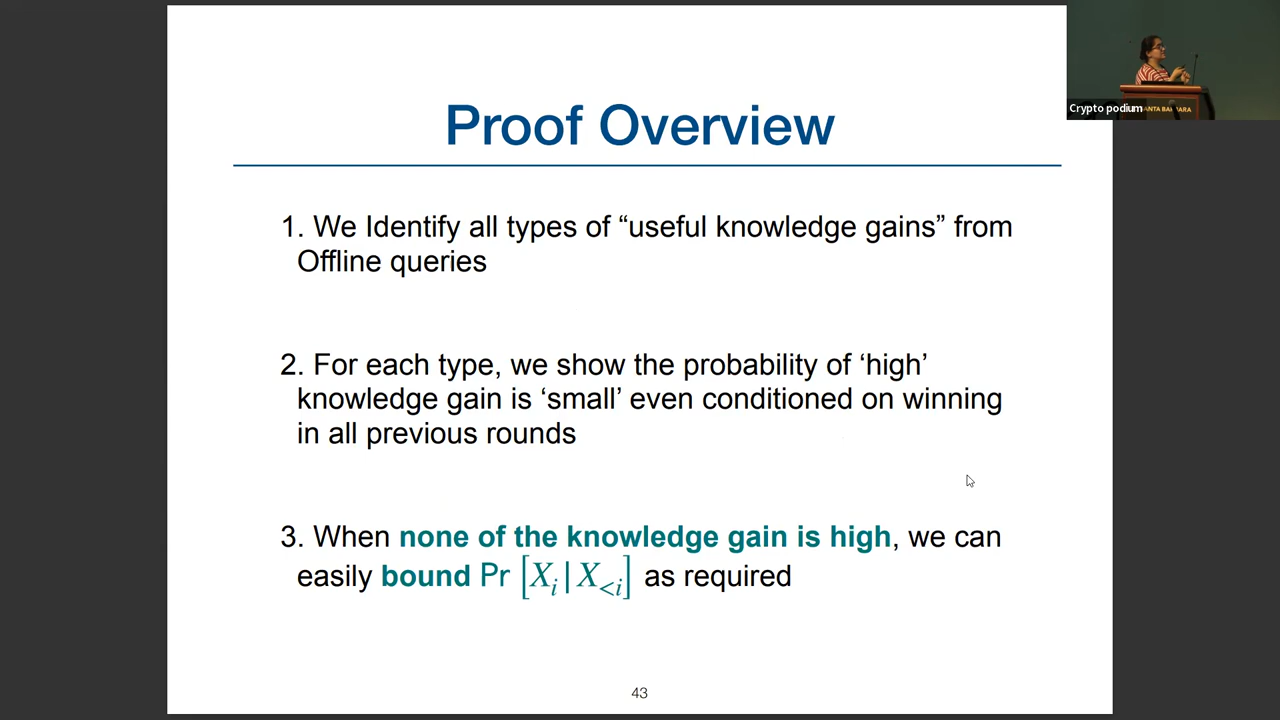 Proof Overview
1. We Identify all types of “useful knowledge gains” from
Offline queries
2. For each type, we show the probability of ‘high’
knowledge gain is ‘small’ even conditioned on winning
in all previous rounds
3. When none of the knowledge gain is high, we can
easily bound Pr [X_i | X_{<i}] as required
43
Crypto podium